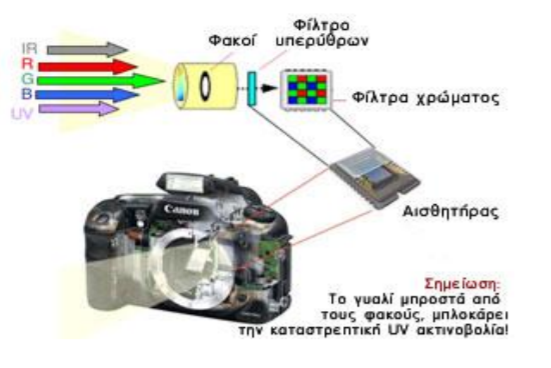 Φακοί
Φίλτρο
υπερύθρων
IR
R
G
B
UV
Φίλτρα χρώματος
Αισθητήρας
Canon
Σημείωση:
Το γυαλί μπροστά από
τους φακούς, μπλοκάρει
την καταστρεπτική UV ακτινοβολία!